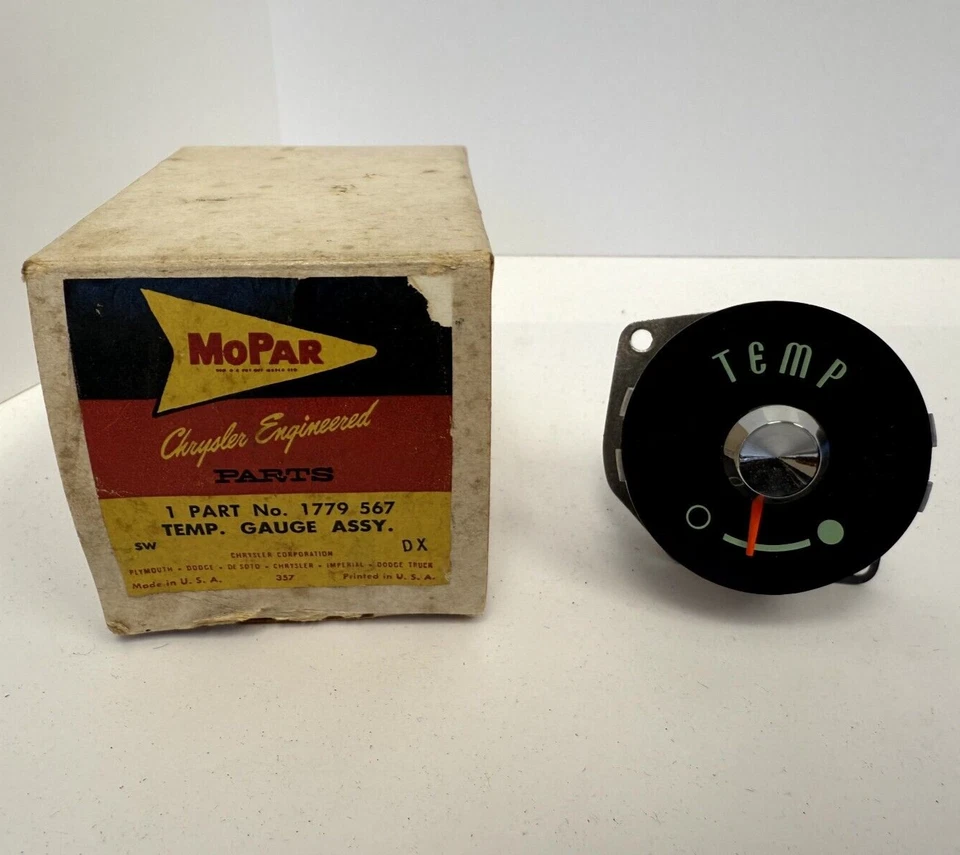 MoPar
Chrysler Engineered
PARTS
1 PART No. 1779 567
TEMP. GAUGE ASSY.
SW DX
CHRYSLER CORPORATION
PLYMOUTH - DODGE - DE SOTO - CHRYSLER - IMPERIAL - DODGE TRUCK
Made in U. S. A. 357 Printed in U. S. A.
TEMP